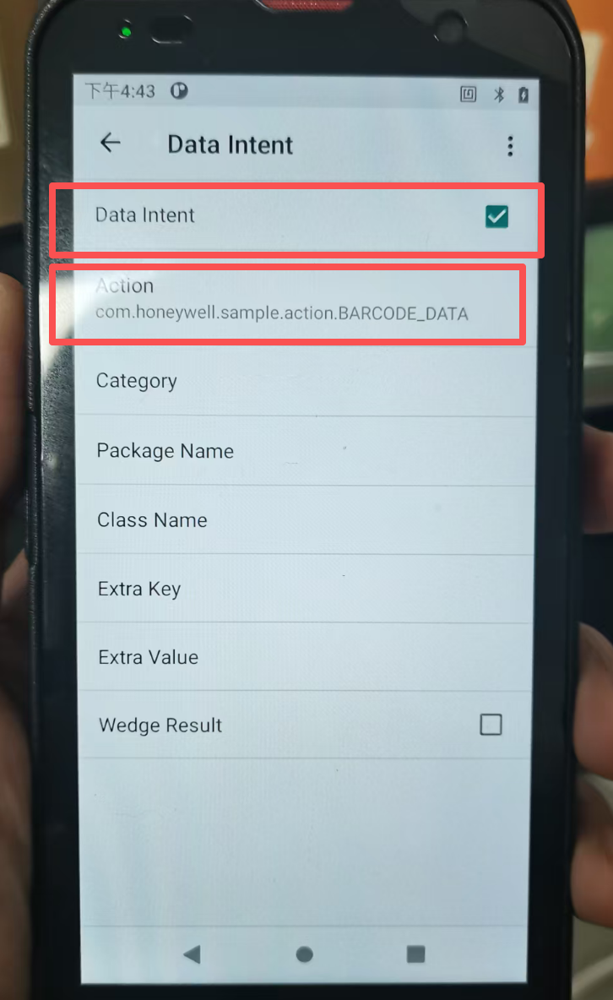 下午4:43
Data Intent
Data Intent
Action
com.honeywell.sample.action.BARCODE_DATA
Category
Package Name
Class Name
Extra Key
Extra Value
Wedge Result